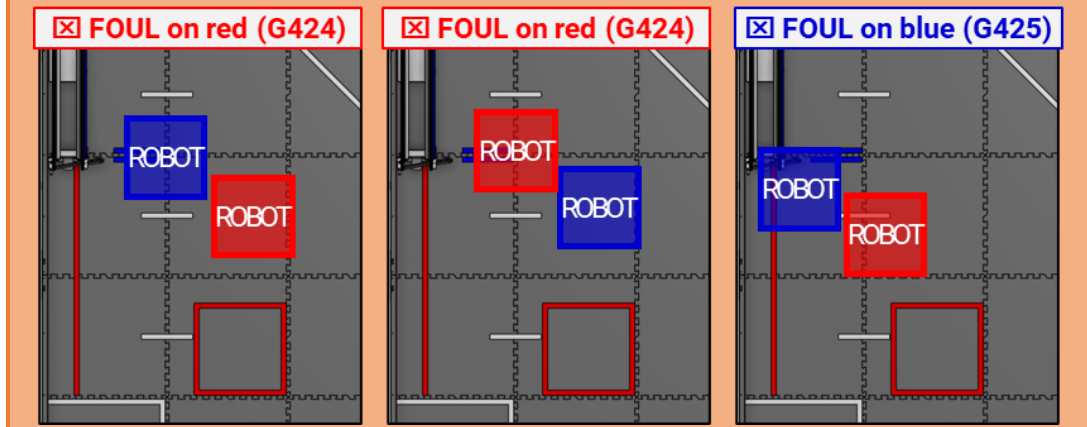 ☒ FOUL on red (G424)
☒ FOUL on red (G424)
☒ FOUL on blue (G425)
ROBOT
ROBOT
ROBOT
ROBOT
ROBOT
ROBOT